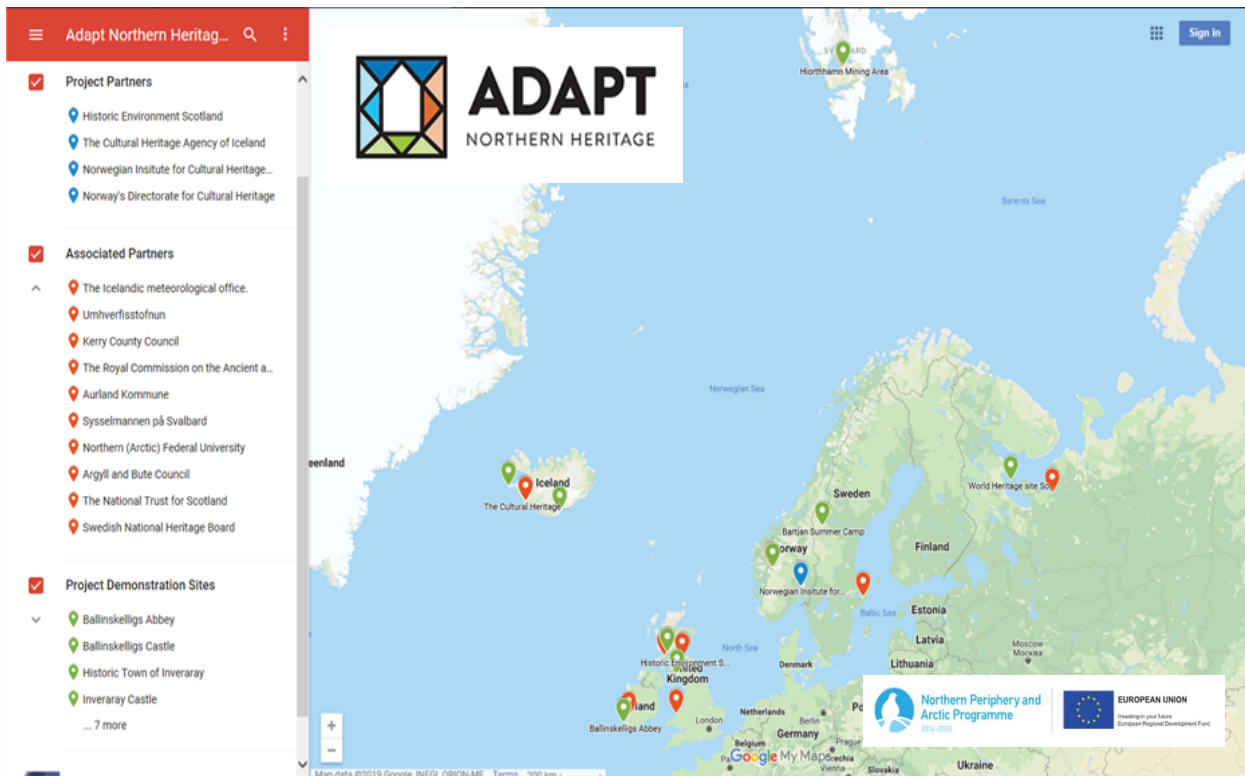 Adapt Northern Heritag...
Project Partners
Historic Environment Scotland
The Cultural Heritage Agency of Iceland
Norwegian Insitute for Cultural Heritage...
Norway's Directorate for Cultural Heritage
Associated Partners
The Icelandic meteorological office.
Umhverfisstofnun
Kerry County Council
The Royal Commission on the Ancient a...
Aurland Kommune
Sysselmannen på Svalbard
Northern (Arctic) Federal University
Argyll and Bute Council
The National Trust for Scotland
Swedish National Heritage Board
Project Demonstration Sites
Ballinskelligs Abbey
Ballinskelligs Castle
Historic Town of Inveraray
Inveraray Castle
... 7 more
ADAPT
NORTHERN HERITAGE
Sign in
Hiorthhamn Mining Area
Barents Sea
Norwegian Sea
eenland
Iceland
The Cultural Heritage ...
World Heritage site So...
Sweden
Bartjan Summer Camp
orway
Finland
Norwegian Insitute for...
Baltic Sea
Estonia
Latvia
Moscow
Москва
Lithuania
North Sea
Denmark
Historic Environment S...
United
Kingdom
land
Ballinskelligs Abbey
London
Netherlands
Berlin
Po
Belgium
Germany
Prague
Pa
Google My Maps
echia
Vienna
Slovakia
Ukraine
Northern Periphery and
Arctic Programme
2014–2020
EUROPEAN UNION
Investing in your future
European Regional Development Fund
+
−
Map data ©2019 Google, INEGI, ORION-ME
Terms
200 km